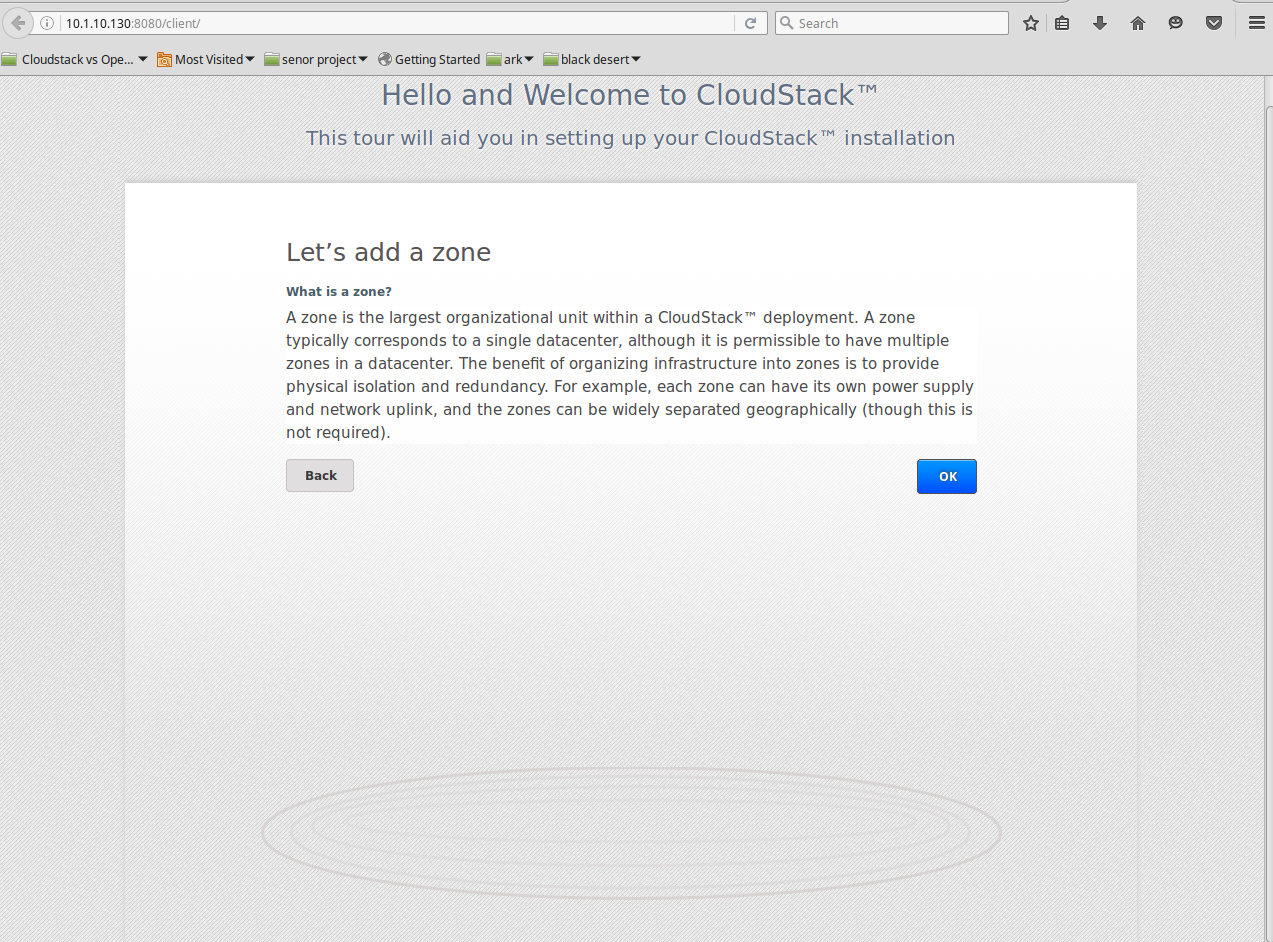 10.1.10.130:8080/client/
Search
Cloudstack vs Ope... Most Visited senor project Getting Started ark black desert
Hello and Welcome to CloudStack™
This tour will aid you in setting up your CloudStack™ installation
Let’s add a zone
What is a zone?
A zone is the largest organizational unit within a CloudStack™ deployment. A zone
typically corresponds to a single datacenter, although it is permissible to have multiple
zones in a datacenter. The benefit of organizing infrastructure into zones is to provide
physical isolation and redundancy. For example, each zone can have its own power supply
and network uplink, and the zones can be widely separated geographically (though this is
not required).
Back
OK